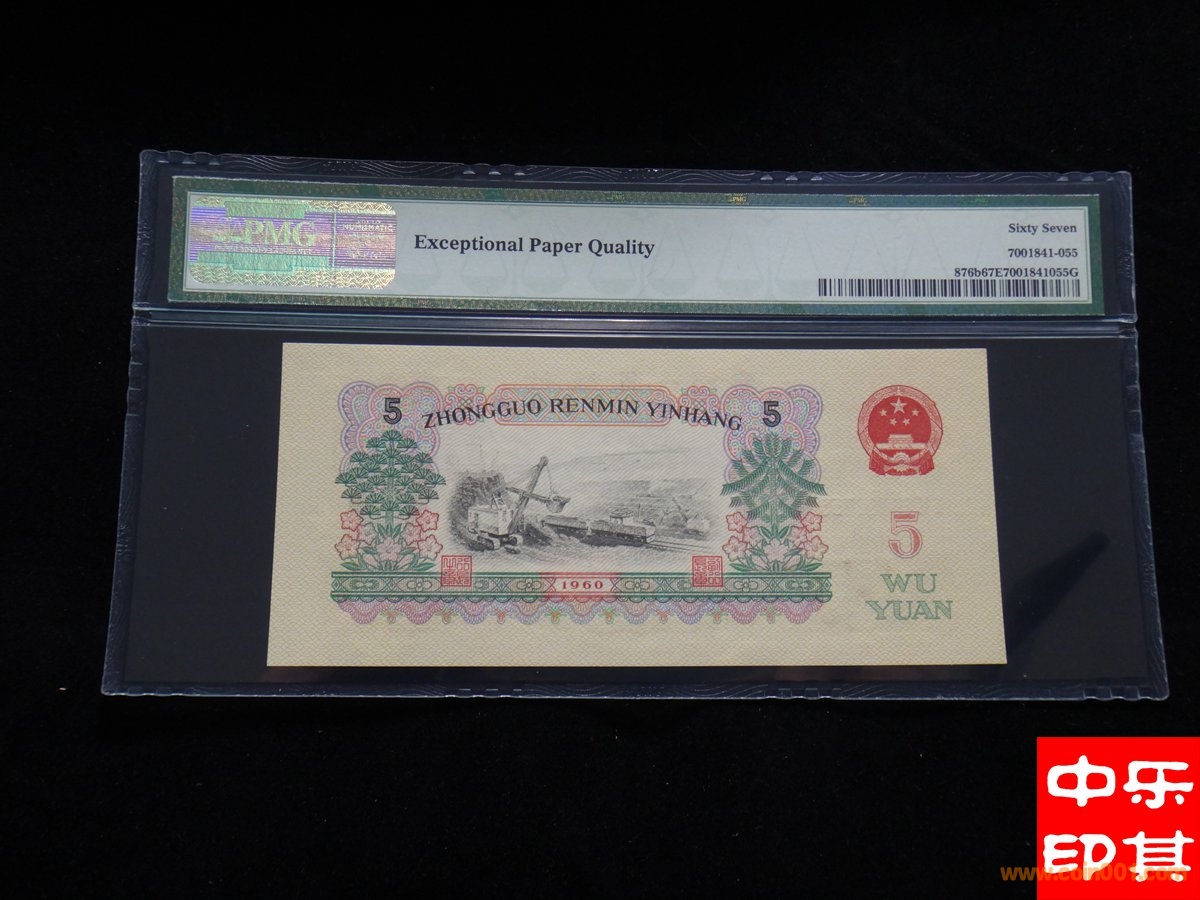 PMG
NUMISMATIC
Exceptional Paper Quality
Sixty Seven
7001841-055
876b67E7001841055G
5 ZHONGGUO RENMIN YINHANG 5
1960
5
WU
YUAN
中乐
印其